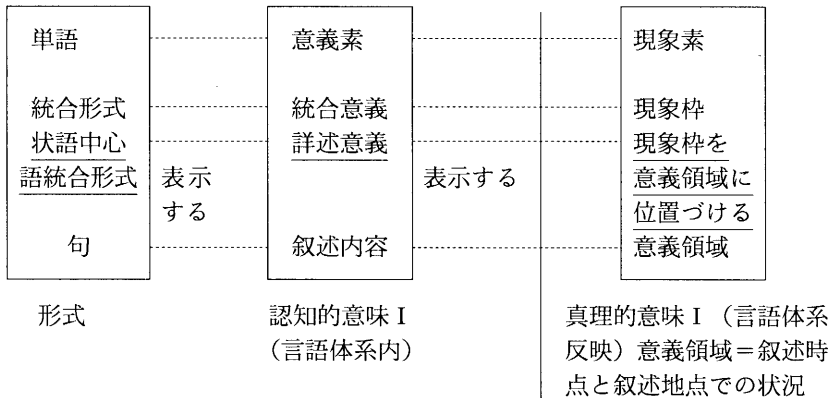 単語 意義素 現象素
統合形式 統合意義 現象枠
状語中心 詳述意義 現象枠を
語統合形式 表示 表示する 意義領域に
する 位置づける
句 叙述内容 意義領域
形式 認知的意味Ⅰ 真理的意味Ⅰ(言語体系
(言語体系内) 反映)意義領域=叙述時
点と叙述地点での状況